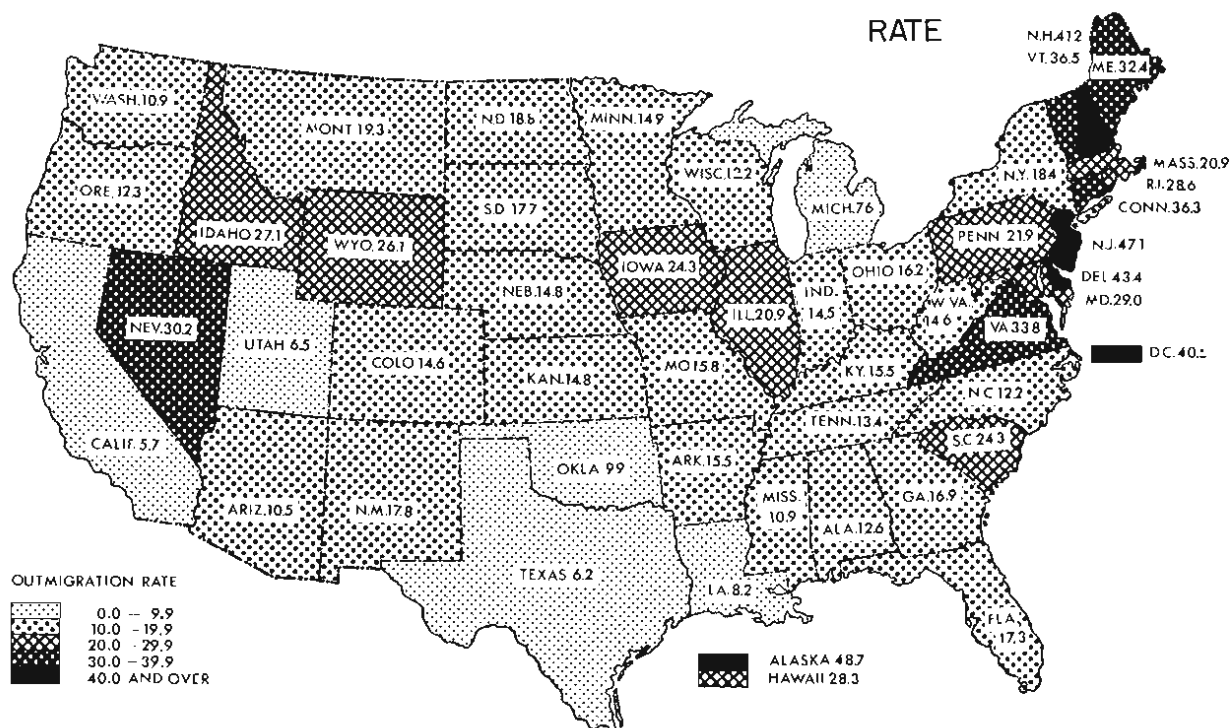 RATE
N.H.41.2
VT.36.5
ME.32.4
WASH.10.9
MONT 19.3
N.D 18.8
MINN.14.9
WISC.12.2
MICH.7.6
N.Y. 18.4
MASS.20.9
R.I.28.6
CONN.36.3
ORE.12.3
IDAHO 27.1
WYO.26.1
S.D 17.7
IOWA 24.3
PENN.21.9
N.J.47.1
DEL 43.4
MD.29.0
NEV.30.2
UTAH 6.5
COLO 14.6
NEB.14.8
KAN.14.8
ILL.20.9
IND.
14.5
OHIO 16.2
W VA.
14.6
VA 33.8
MO 15.8
KY.15.5
N C 12.2
TENN.13.4
S.C 24.3
CALIF. 5.7
ARIZ.10.5
N.M.17.8
OKLA 9.9
ARK.15.5
MISS.
10.9
ALA.12.6
GA.16.9
TEXAS 6.2
LA.8.2
FLA.
17.3
OUTMIGRATION RATE
0.0 – 9.9
10.0 – 19.9
20.0 – 29.9
30.0 – 39.9
40.0 AND OVER
ALASKA 48.7
HAWAII 28.3